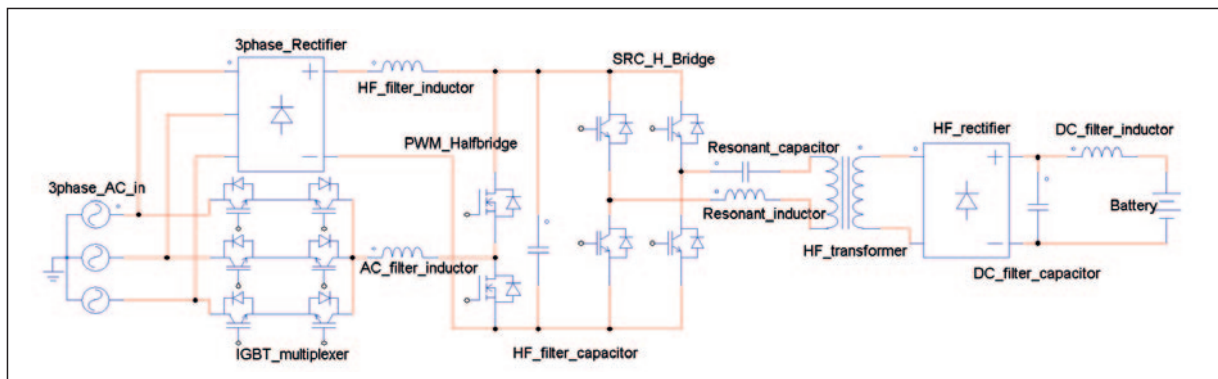 3phase_Rectifier
HF_filter_inductor
SRC_H_Bridge
PWM_Halfbridge
3phase_AC_in
AC_filter_inductor
IGBT_multiplexer
HF_filter_capacitor
Resonant_capacitor
Resonant_inductor
HF_transformer
HF_rectifier
DC_filter_inductor
Battery
DC_filter_capacitor